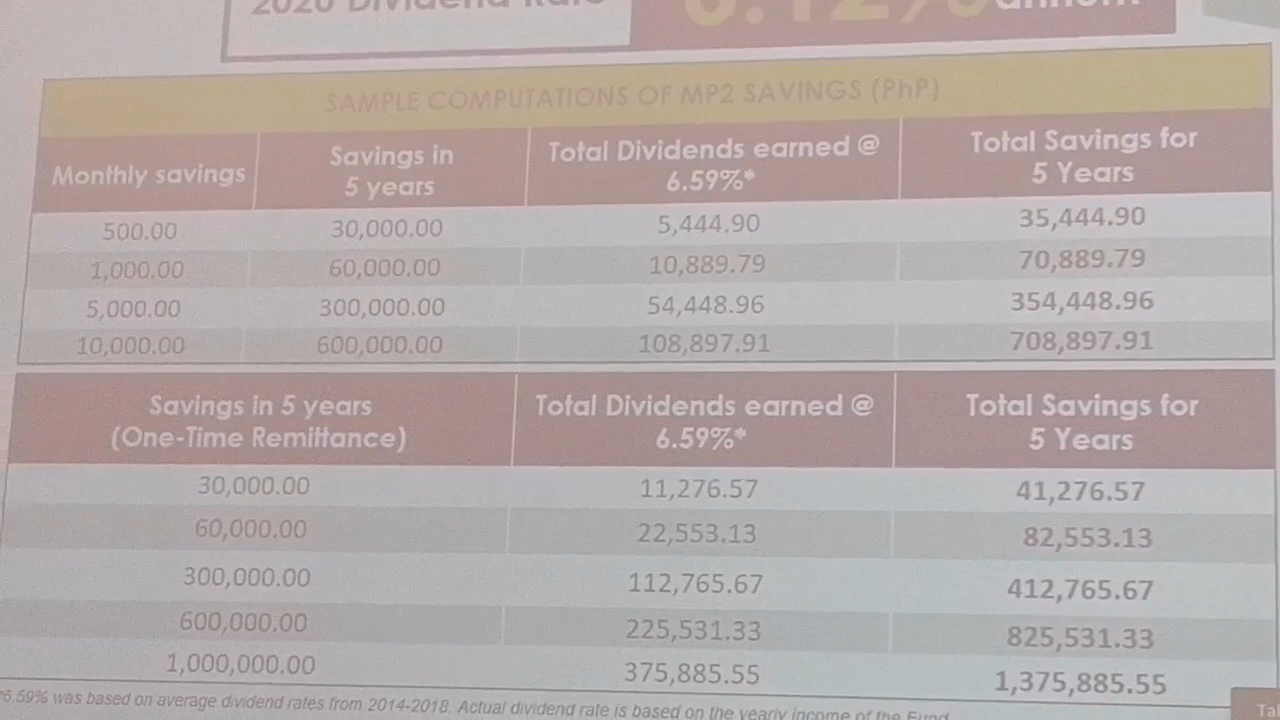 2020 Dividend Rate 6.12%
SAMPLE COMPUTATIONS OF MP2 SAVINGS (PhP)
Monthly savings Savings in 5 years Total Dividends earned @ 6.59%* Total Savings for 5 Years
500.00 30,000.00 5,444.90 35,444.90
1,000.00 60,000.00 10,889.79 70,889.79
5,000.00 300,000.00 54,448.96 354,448.96
10,000.00 600,000.00 108,897.91 708,897.91
Savings in 5 years (One-Time Remittance) Total Dividends earned @ 6.59%* Total Savings for 5 Years
30,000.00 11,276.57 41,276.57
60,000.00 22,553.13 82,553.13
300,000.00 112,765.67 412,765.67
600,000.00 225,531.33 825,531.33
1,000,000.00 375,885.55 1,375,885.55
*6.59% was based on average dividend rates from 2014-2018. Actual dividend rate is based on the yearly income of the Fund